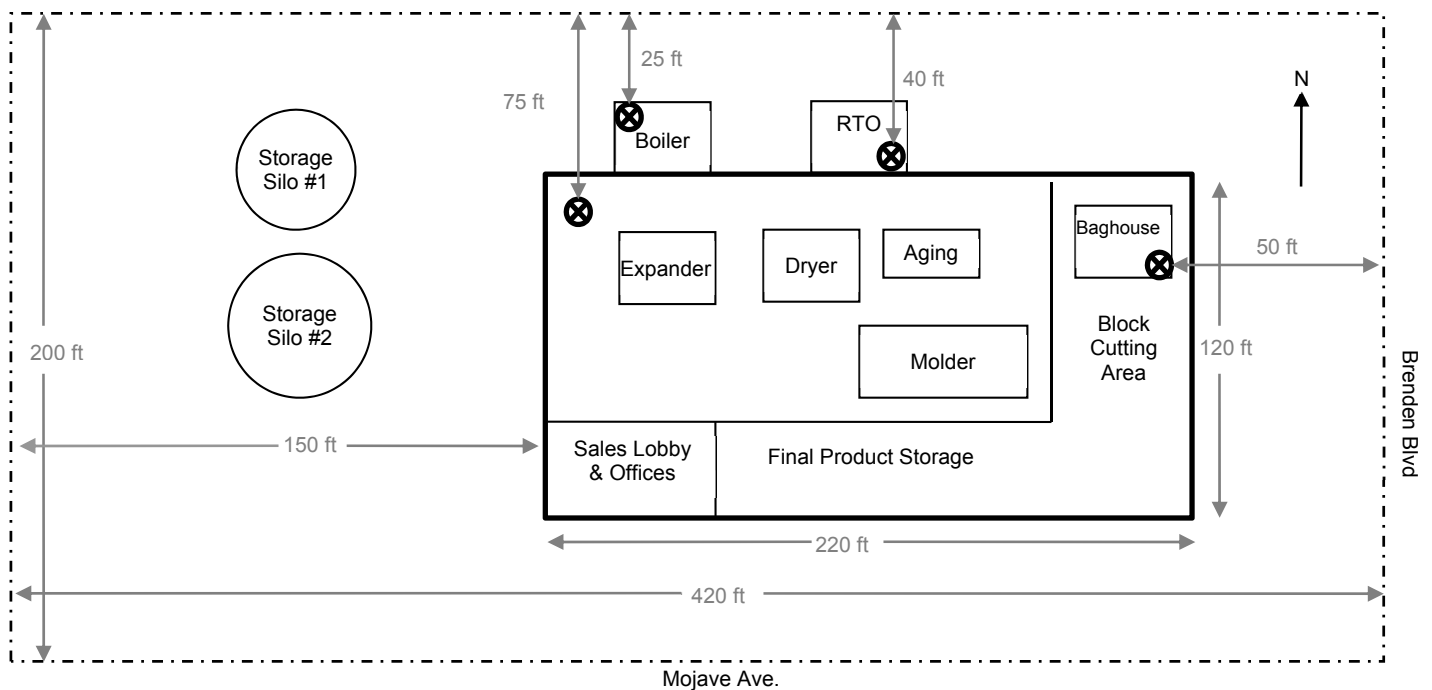 25 ft
40 ft
75 ft
N
Storage
Silo #1
Boiler
RTO
Baghouse
50 ft
Expander
Dryer
Aging
Storage
Silo #2
Block
Cutting
Area
200 ft
120 ft
Molder
Brenden Blvd
150 ft
Sales Lobby
& Offices
Final Product Storage
220 ft
420 ft
Mojave Ave.